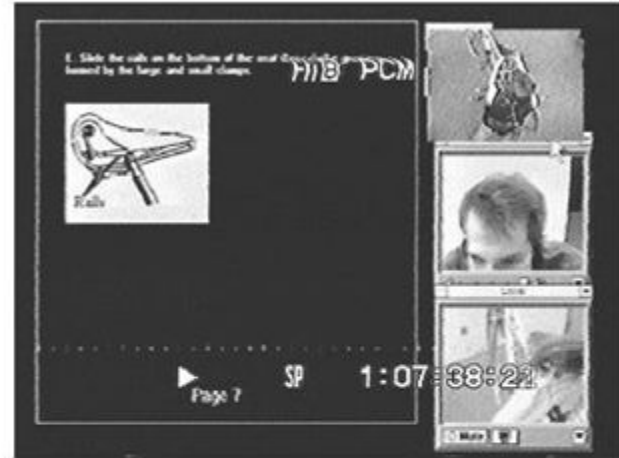 E. Slide the rails on the bottom of the seat
formed by the large and small clamps.
HiB PCM
Rails
SP 1:07:38:21
Page 7
Mute